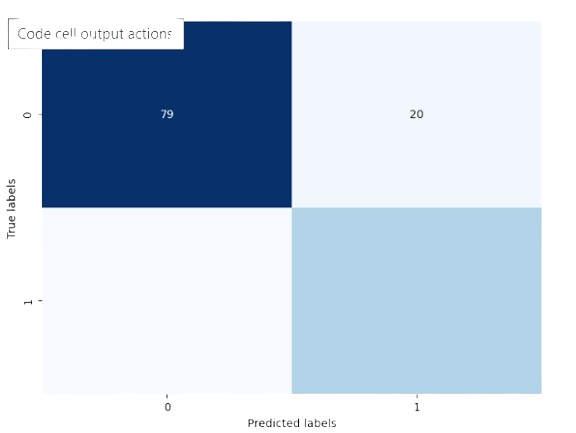 Code cell output actions
79
20
0
1
True labels
0
1
Predicted labels